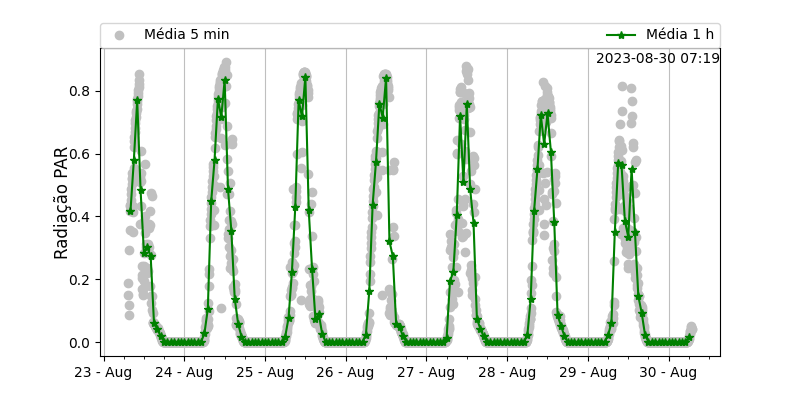 Média 5 min
Média 1 h
2023-08-30 07:19
Radiação PAR
0.8
0.6
0.4
0.2
0.0
23 - Aug
24 - Aug
25 - Aug
26 - Aug
27 - Aug
28 - Aug
29 - Aug
30 - Aug